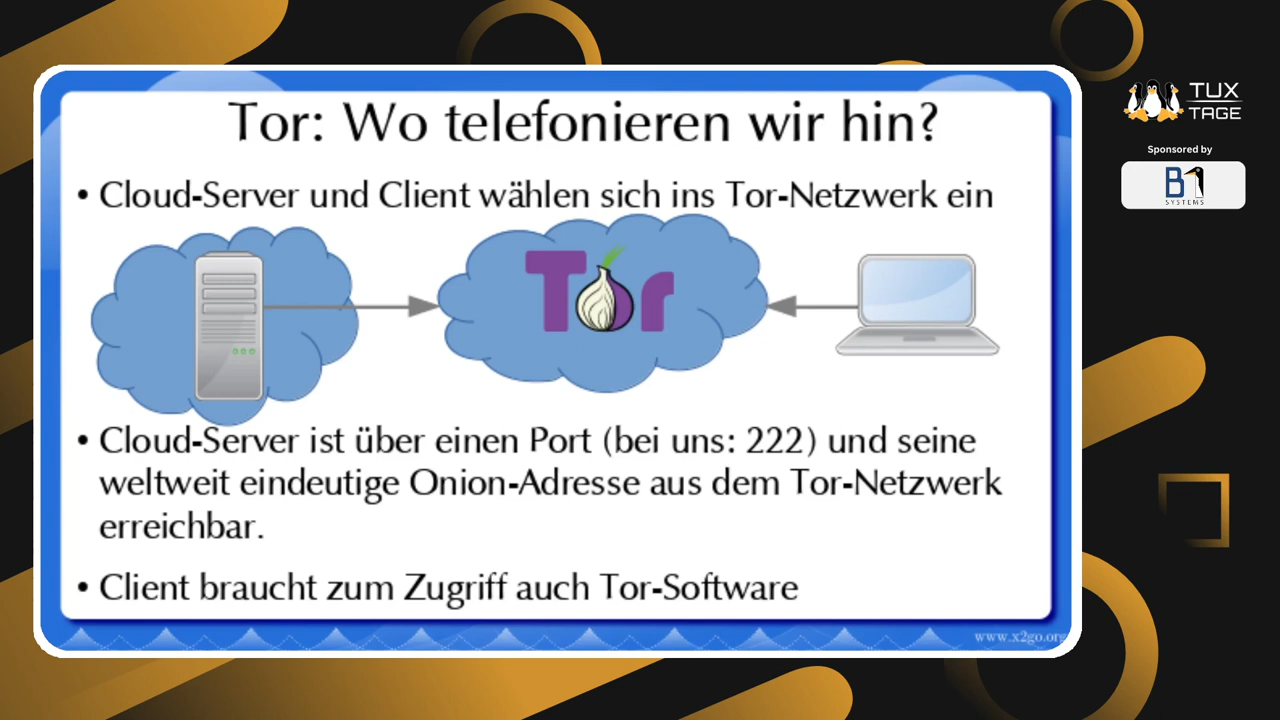 Tor: Wo telefonieren wir hin?
• Cloud-Server und Client wählen sich ins Tor-Netzwerk ein
Tor
• Cloud-Server ist über einen Port (bei uns: 222) und seine
weltweit eindeutige Onion-Adresse aus dem Tor-Netzwerk
erreichbar.
• Client braucht zum Zugriff auch Tor-Software
www.x2go.org
TUX
TAGE
Sponsored by
B1
SYSTEMS